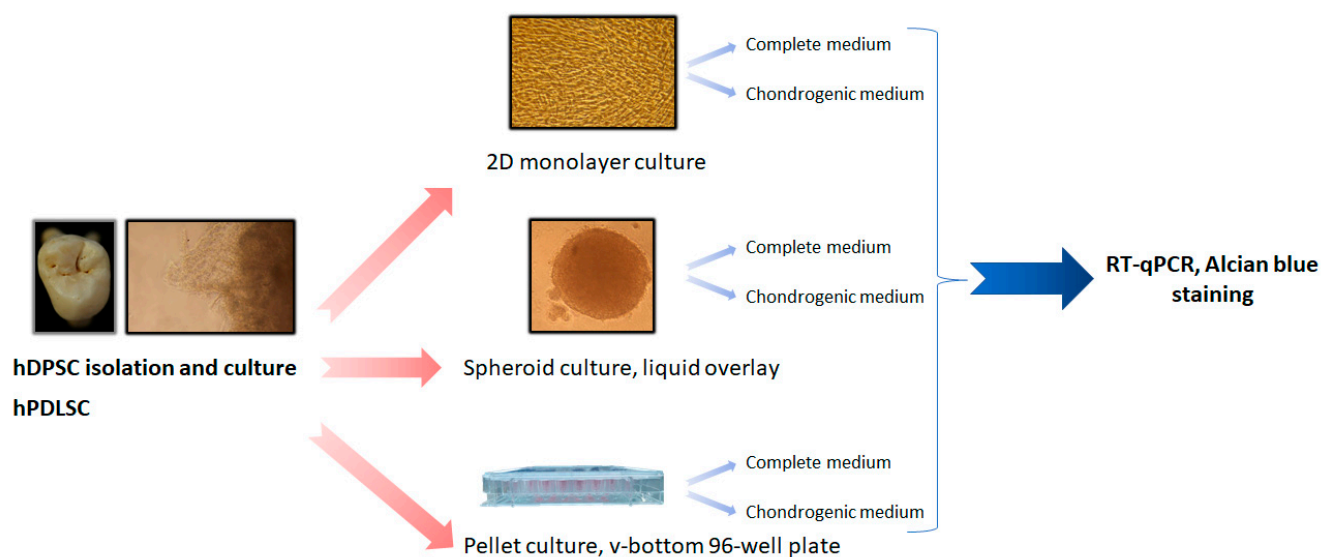 Complete medium
Chondrogenic medium
2D monolayer culture
hDPSC isolation and culture
hPDLSC
Complete medium
Chondrogenic medium
Spheroid culture, liquid overlay
Complete medium
Chondrogenic medium
Pellet culture, v-bottom 96-well plate
RT-qPCR, Alcian blue
staining